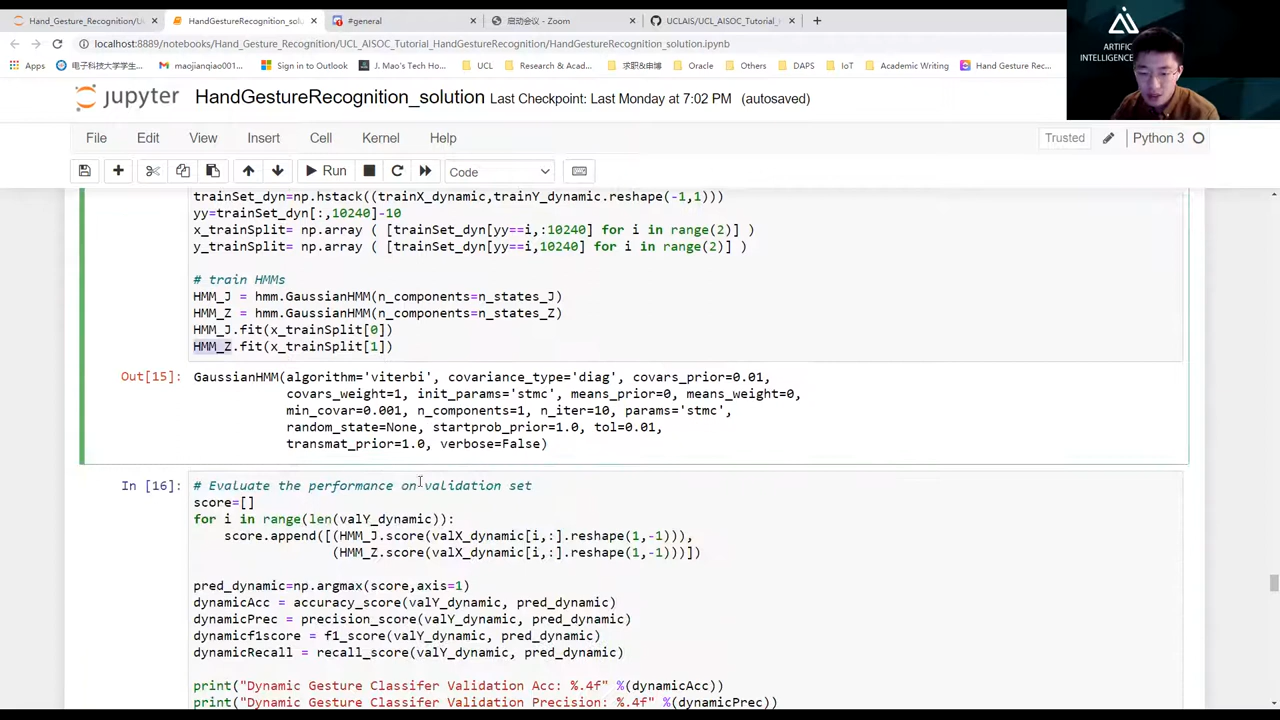 Hand_Gesture_Recognition/U
HandGestureRecognition_solu
#general
启动会议 - Zoom
UCLAIS/UCL_AISOC_Tutorial_
localhost:8889/notebooks/Hand_Gesture_Recognition/UCL_AISOC_Tutorial_HandGestureRecognition/HandGestureRecognition_solution.ipynb
Apps
电子科技大学学生...
maojianqiao001...
Sign in to Outlook
J. Mao's Homepage...
UCL
Research & Acad...
求职&申博
Oracle
Others
DAPS
IoT
Academic Writing
Hand Gesture Rec...
ARTIFIC
INTELLIGENCE
jupyter HandGestureRecognition_solution Last Checkpoint: Last Monday at 7:02 PM (autosaved)
File Edit View Insert Cell Kernel Help
Trusted
Python 3
Run
Code
trainSet_dyn=np.hstack((trainX_dynamic,trainY_dynamic.reshape(-1,1)))
yy=trainSet_dyn[:,10240]-10
x_trainSplit= np.array ( [trainSet_dyn[yy==i,:10240] for i in range(2)] )
y_trainSplit= np.array ( [trainSet_dyn[yy==i,10240] for i in range(2)] )
# train HMMs
HMM_J = hmm.GaussianHMM(n_components=n_states_J)
HMM_Z = hmm.GaussianHMM(n_components=n_states_Z)
HMM_J.fit(x_trainSplit[0])
HMM_Z.fit(x_trainSplit[1])
Out[15]: GaussianHMM(algorithm='viterbi', covariance_type='diag', covars_prior=0.01,
covars_weight=1, init_params='stmc', means_prior=0, means_weight=0,
min_covar=0.001, n_components=1, n_iter=10, params='stmc',
random_state=None, startprob_prior=1.0, tol=0.01,
transmat_prior=1.0, verbose=False)
In [16]: # Evaluate the performance on validation set
score=[]
for i in range(len(valY_dynamic)):
score.append([(HMM_J.score(valX_dynamic[i,:].reshape(1,-1))),
(HMM_Z.score(valX_dynamic[i,:].reshape(1,-1)))])
pred_dynamic=np.argmax(score,axis=1)
dynamicAcc = accuracy_score(valY_dynamic, pred_dynamic)
dynamicPrec = precision_score(valY_dynamic, pred_dynamic)
dynamicf1score = f1_score(valY_dynamic, pred_dynamic)
dynamicRecall = recall_score(valY_dynamic, pred_dynamic)
print("Dynamic Gesture Classifer Validation Acc: %.4f" %(dynamicAcc))
print("Dynamic Gesture Classifer Validation Precision: %.4f" %(dynamicPrec))